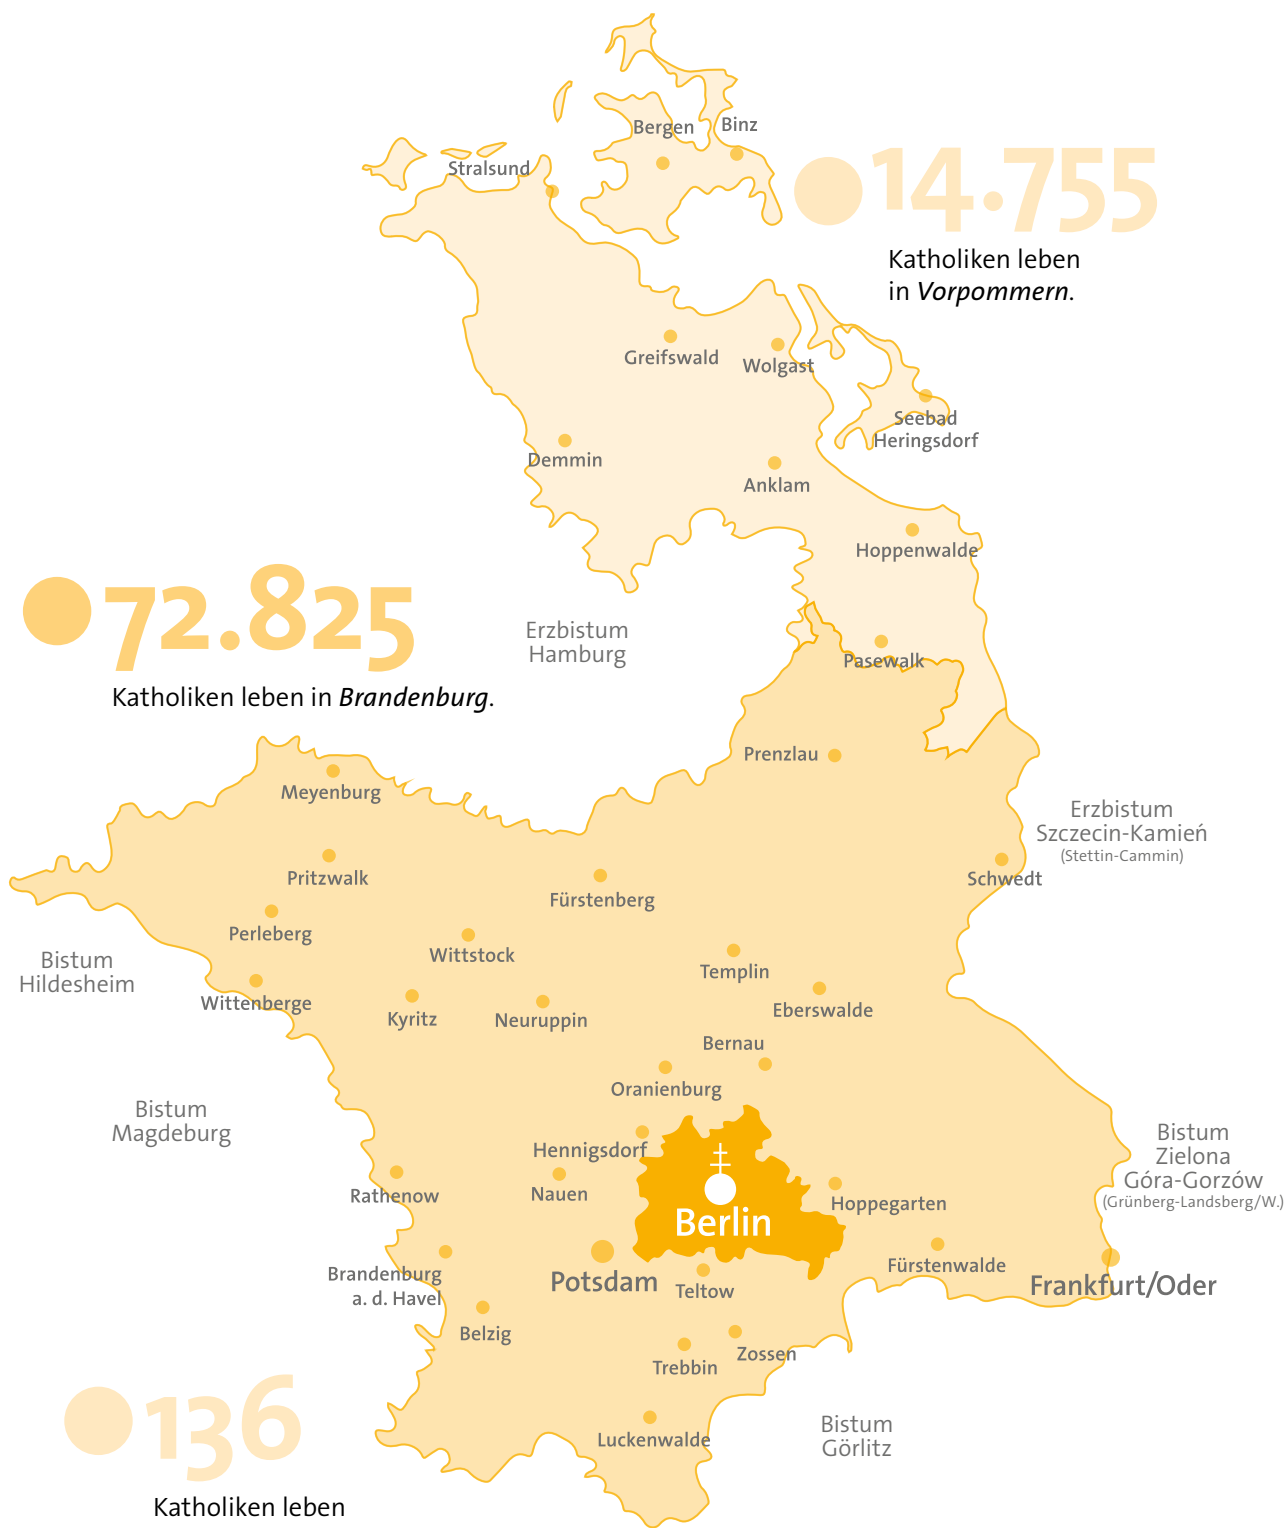 Bergen
Binz
Stralsund
14.755
Katholiken leben
in Vorpommern.
Greifswald
Wolgast
Seebad
Heringsdorf
Demmin
Anklam
Hoppenwalde
72.825
Katholiken leben in Brandenburg.
Erzbistum
Hamburg
Pasewalk
Prenzlau
Meyenburg
Erzbistum
Szczecin-Kamień
(Stettin-Cammin)
Pritzwalk
Schwedt
Fürstenberg
Perleberg
Wittstock
Bistum
Hildesheim
Templin
Wittenberge
Kyritz
Neuruppin
Eberswalde
Bernau
Oranienburg
Bistum
Magdeburg
Bistum
Zielona
Góra-Gorzów
(Grünberg-Landsberg/W.)
Hennigsdorf
Rathenow
Nauen
Hoppegarten
Berlin
Brandenburg
a. d. Havel
Potsdam
Teltow
Fürstenwalde
Frankfurt/Oder
Belzig
Trebbin
Zossen
136
Katholiken leben
Luckenwalde
Bistum
Görlitz